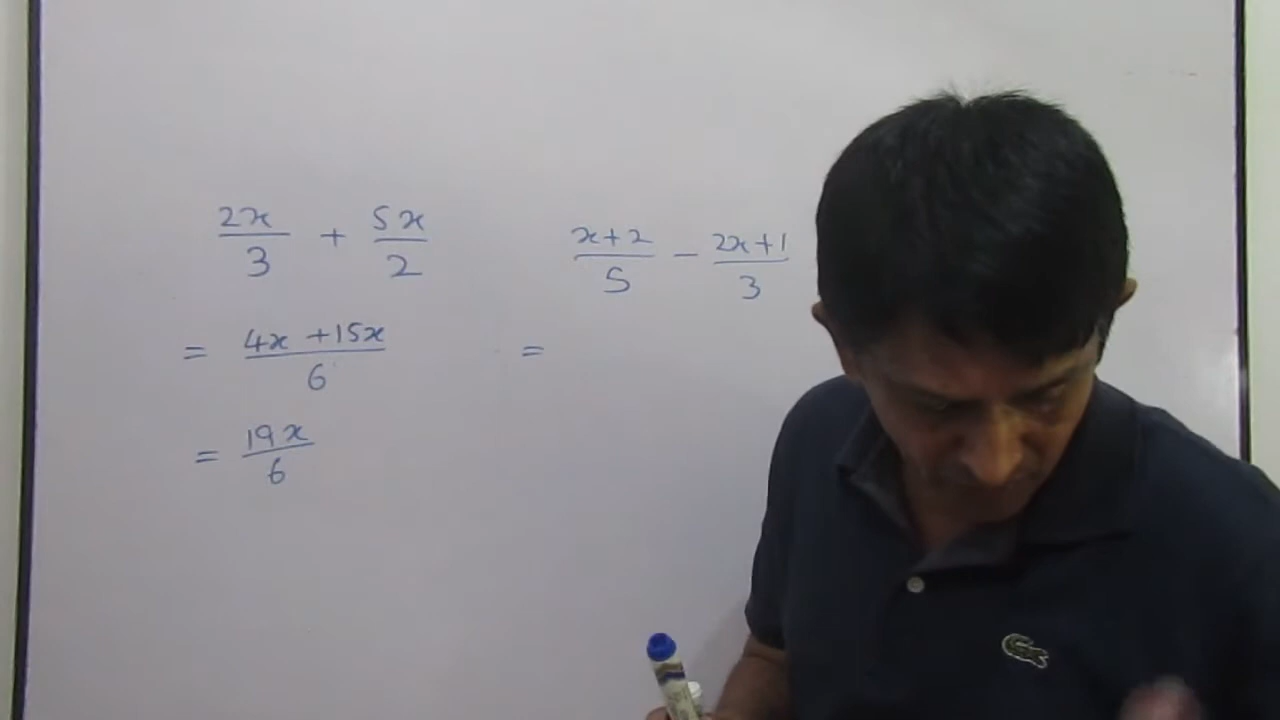 2x/3 + 5x/2
= (4x + 15x)/6
= 19x/6
(x+2)/5 − (2x+1)/3
=